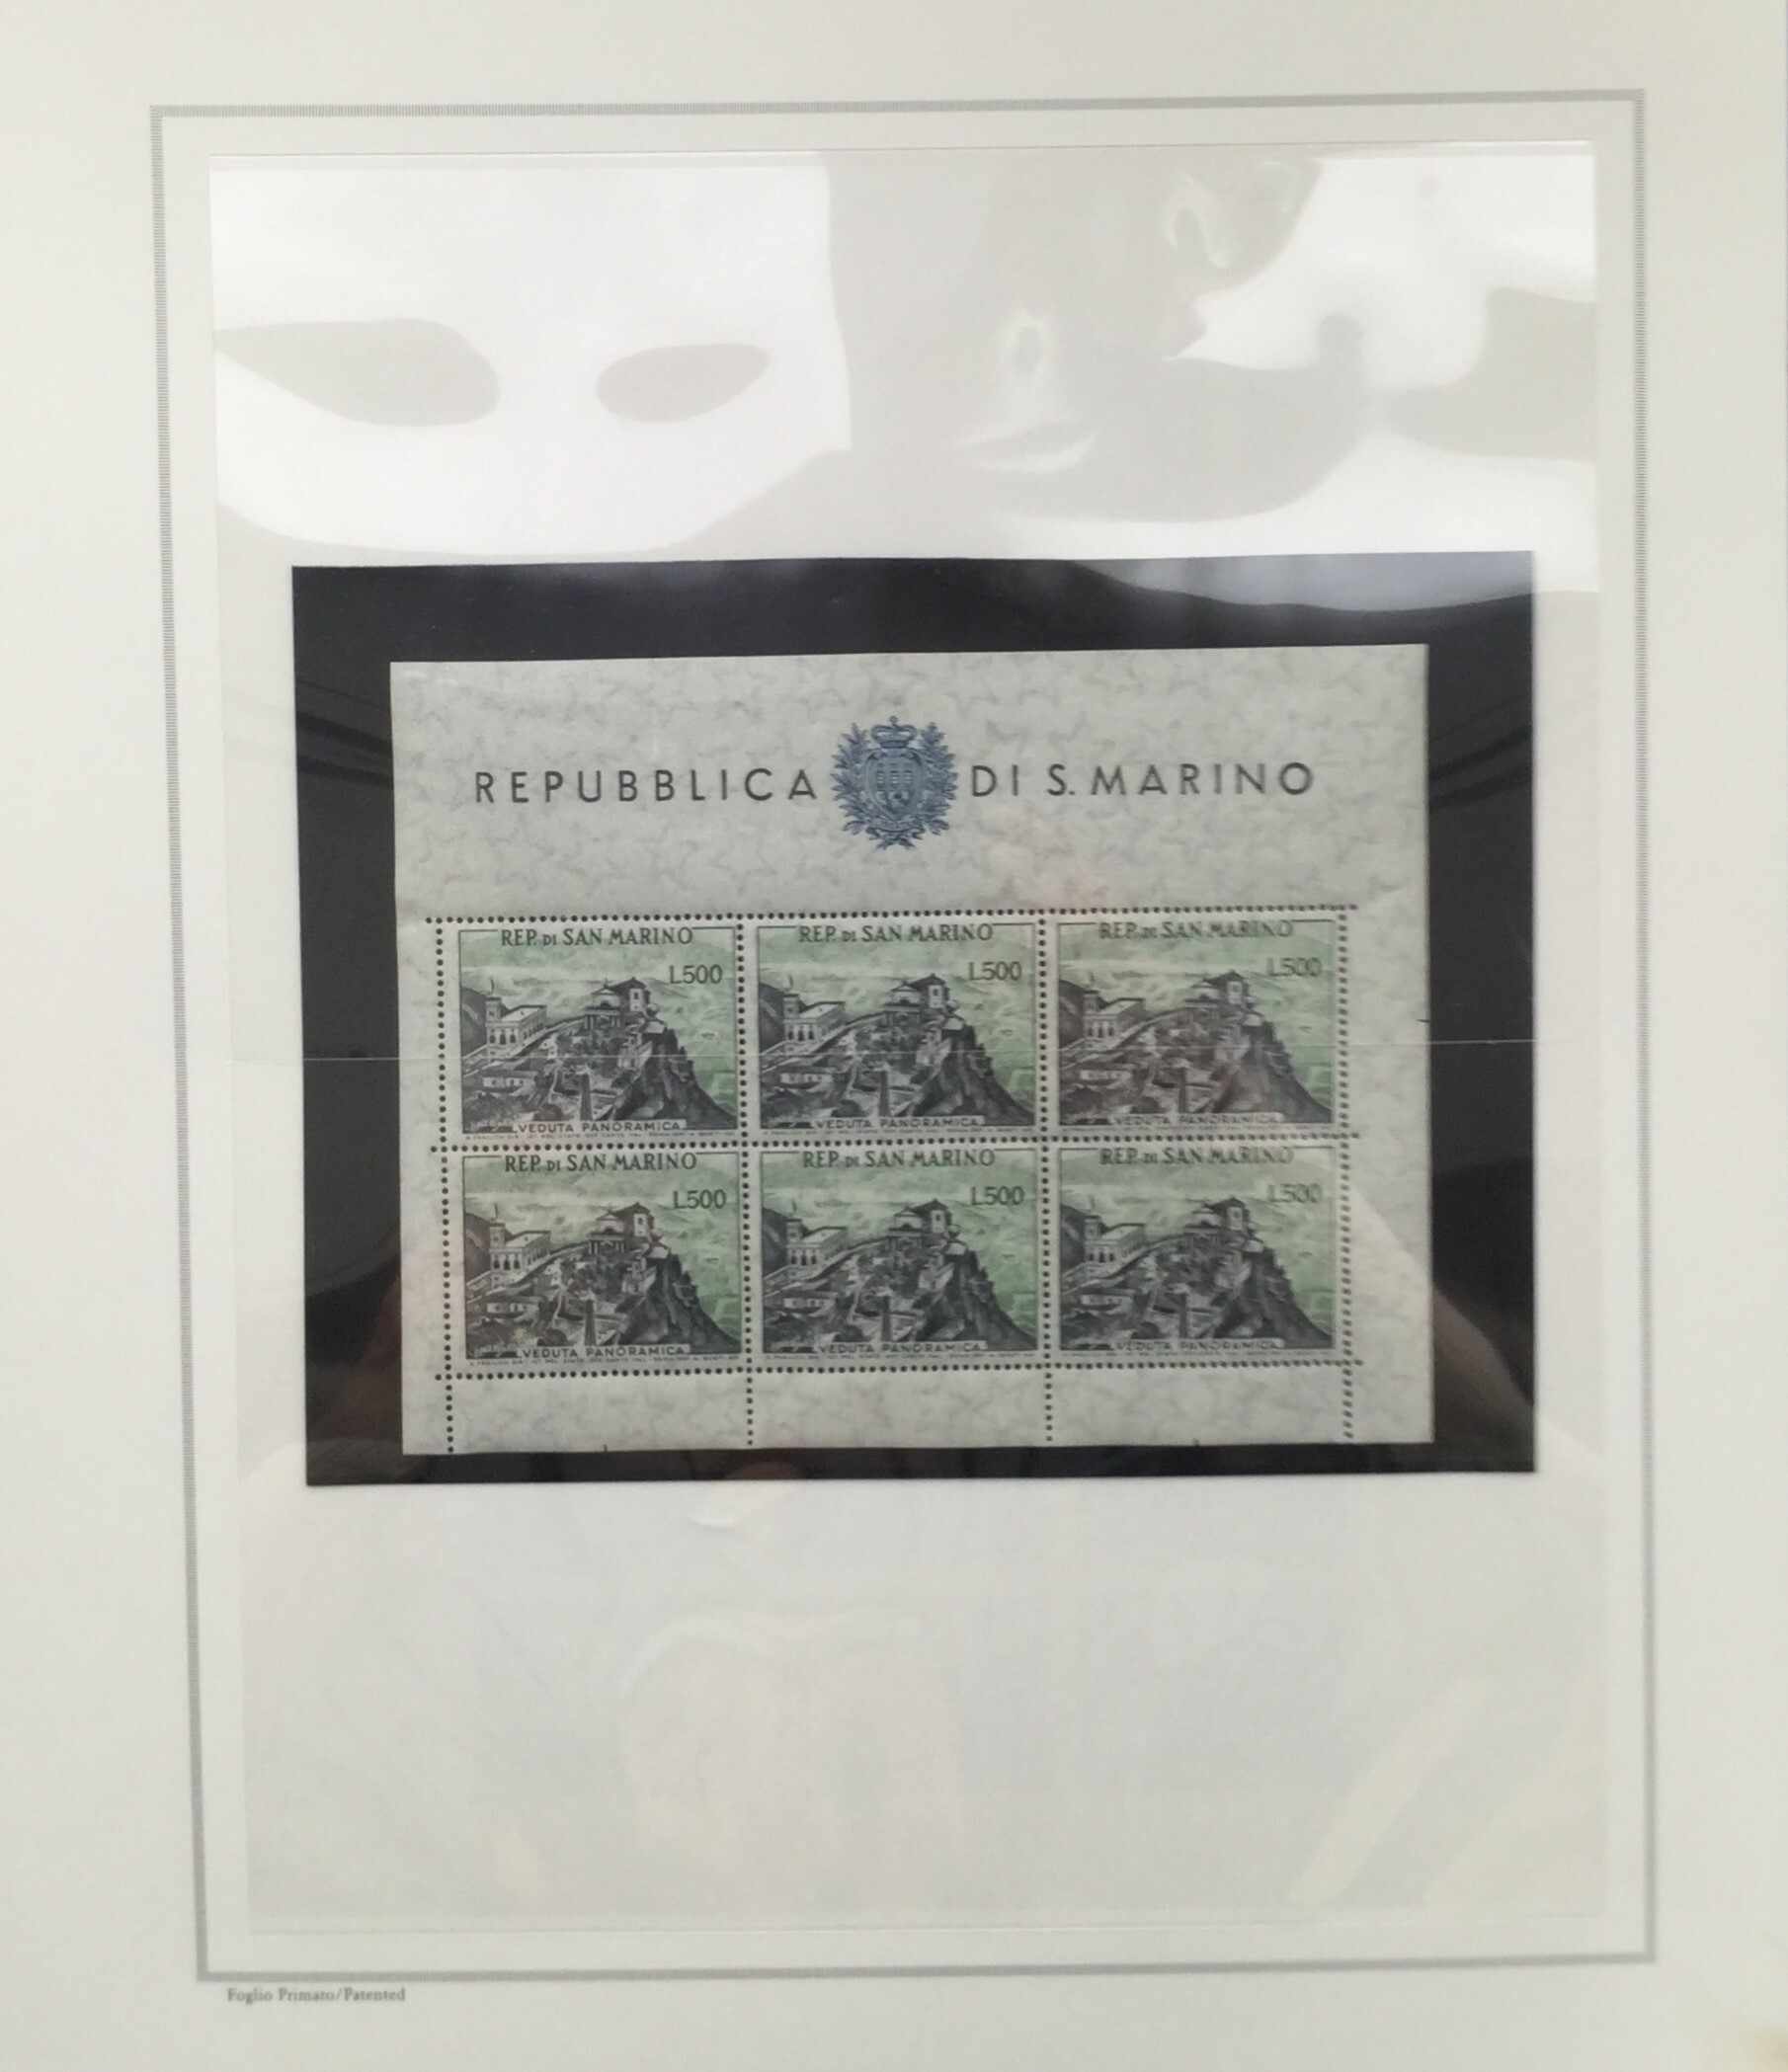 REPUBBLICA DI S. MARINO
REP. DI SAN MARINO
L500
VEDUTA PANORAMICA
REP. DI SAN MARINO
L500
VEDUTA PANORAMICA
REP. DI SAN MARINO
L500
VEDUTA PANORAMICA
REP. DI SAN MARINO
L500
VEDUTA PANORAMICA
REP. DI SAN MARINO
L500
VEDUTA PANORAMICA
REP. DI SAN MARINO
L500
VEDUTA PANORAMICA
Foglio Primato/Patented